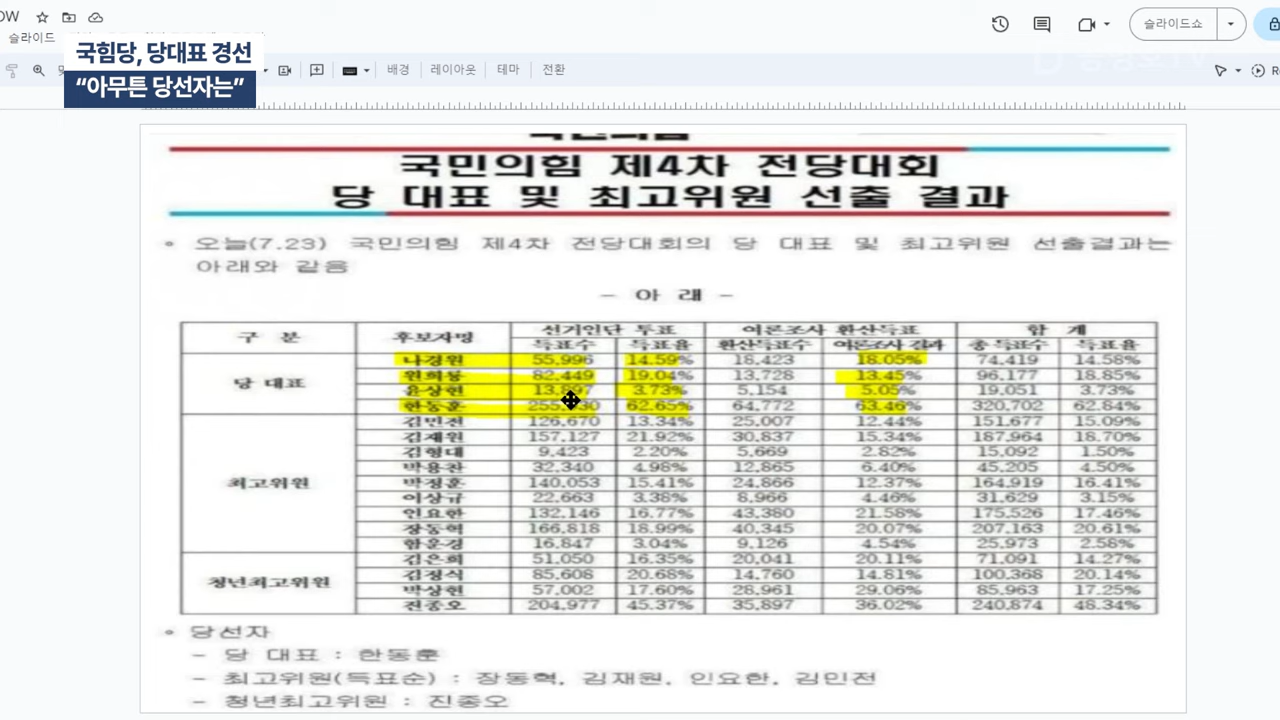 OW
슬라이드
국힘당, 당대표 경선
“아무튼 당선자는”
슬라이드쇼
배경 레이아웃 테마 전환
국민의힘 제4차 전당대회
당 대표 및 최고위원 선출 결과
◦ 오늘(7.23) 국민의힘 제4차 전당대회의 당 대표 및 최고위원 선출결과는
아래와 같음
- 아 래 -
구 분 후보자명 선거인단 투표 여론조사 환산득표 합 계
득표수 득표율 환산득표수 여론조사 결과 총 득표수 득표율
당 대표
나경원 55,996 14.59% 18,423 18.05% 74,419 14.58%
원희룡 82,449 19.04% 13,728 13.45% 96,177 18.85%
윤상현 13,897 3.73% 5,154 5.05% 19,051 3.73%
한동훈 62.65% 64,772 63.46% 320,702 62.84%
최고위원
김민전 126,670 13.34% 25,007 12.44% 151,677 15.09%
김재원 157,127 21.92% 30,837 15.34% 187,964 18.70%
김형대 9,423 2.20% 5,669 2.82% 15,092 1.50%
박용찬 32,340 4.98% 12,865 6.40% 45,205 4.50%
박정훈 140,053 15.41% 24,866 12.37% 164,919 16.41%
이상규 22,663 3.38% 8,966 4.46% 31,629 3.15%
인요한 132,146 16.77% 43,380 21.58% 175,526 17.46%
장동혁 166,818 18.99% 40,345 20.07% 207,163 20.61%
함운경 16,847 3.04% 9,126 4.54% 25,973 2.58%
청년최고위원
김은희 51,050 16.35% 20,041 20.11% 71,091 14.27%
김정식 85,608 20.68% 14,760 14.81% 100,368 20.14%
박상현 57,002 17.60% 28,961 29.06% 85,963 17.25%
진종오 204,977 45.37% 35,897 36.02% 240,874 48.34%
◦ 당선자
- 당 대표 : 한동훈
- 최고위원(득표순) : 장동혁, 김재원, 인요한, 김민전
- 청년최고위원 : 진종오